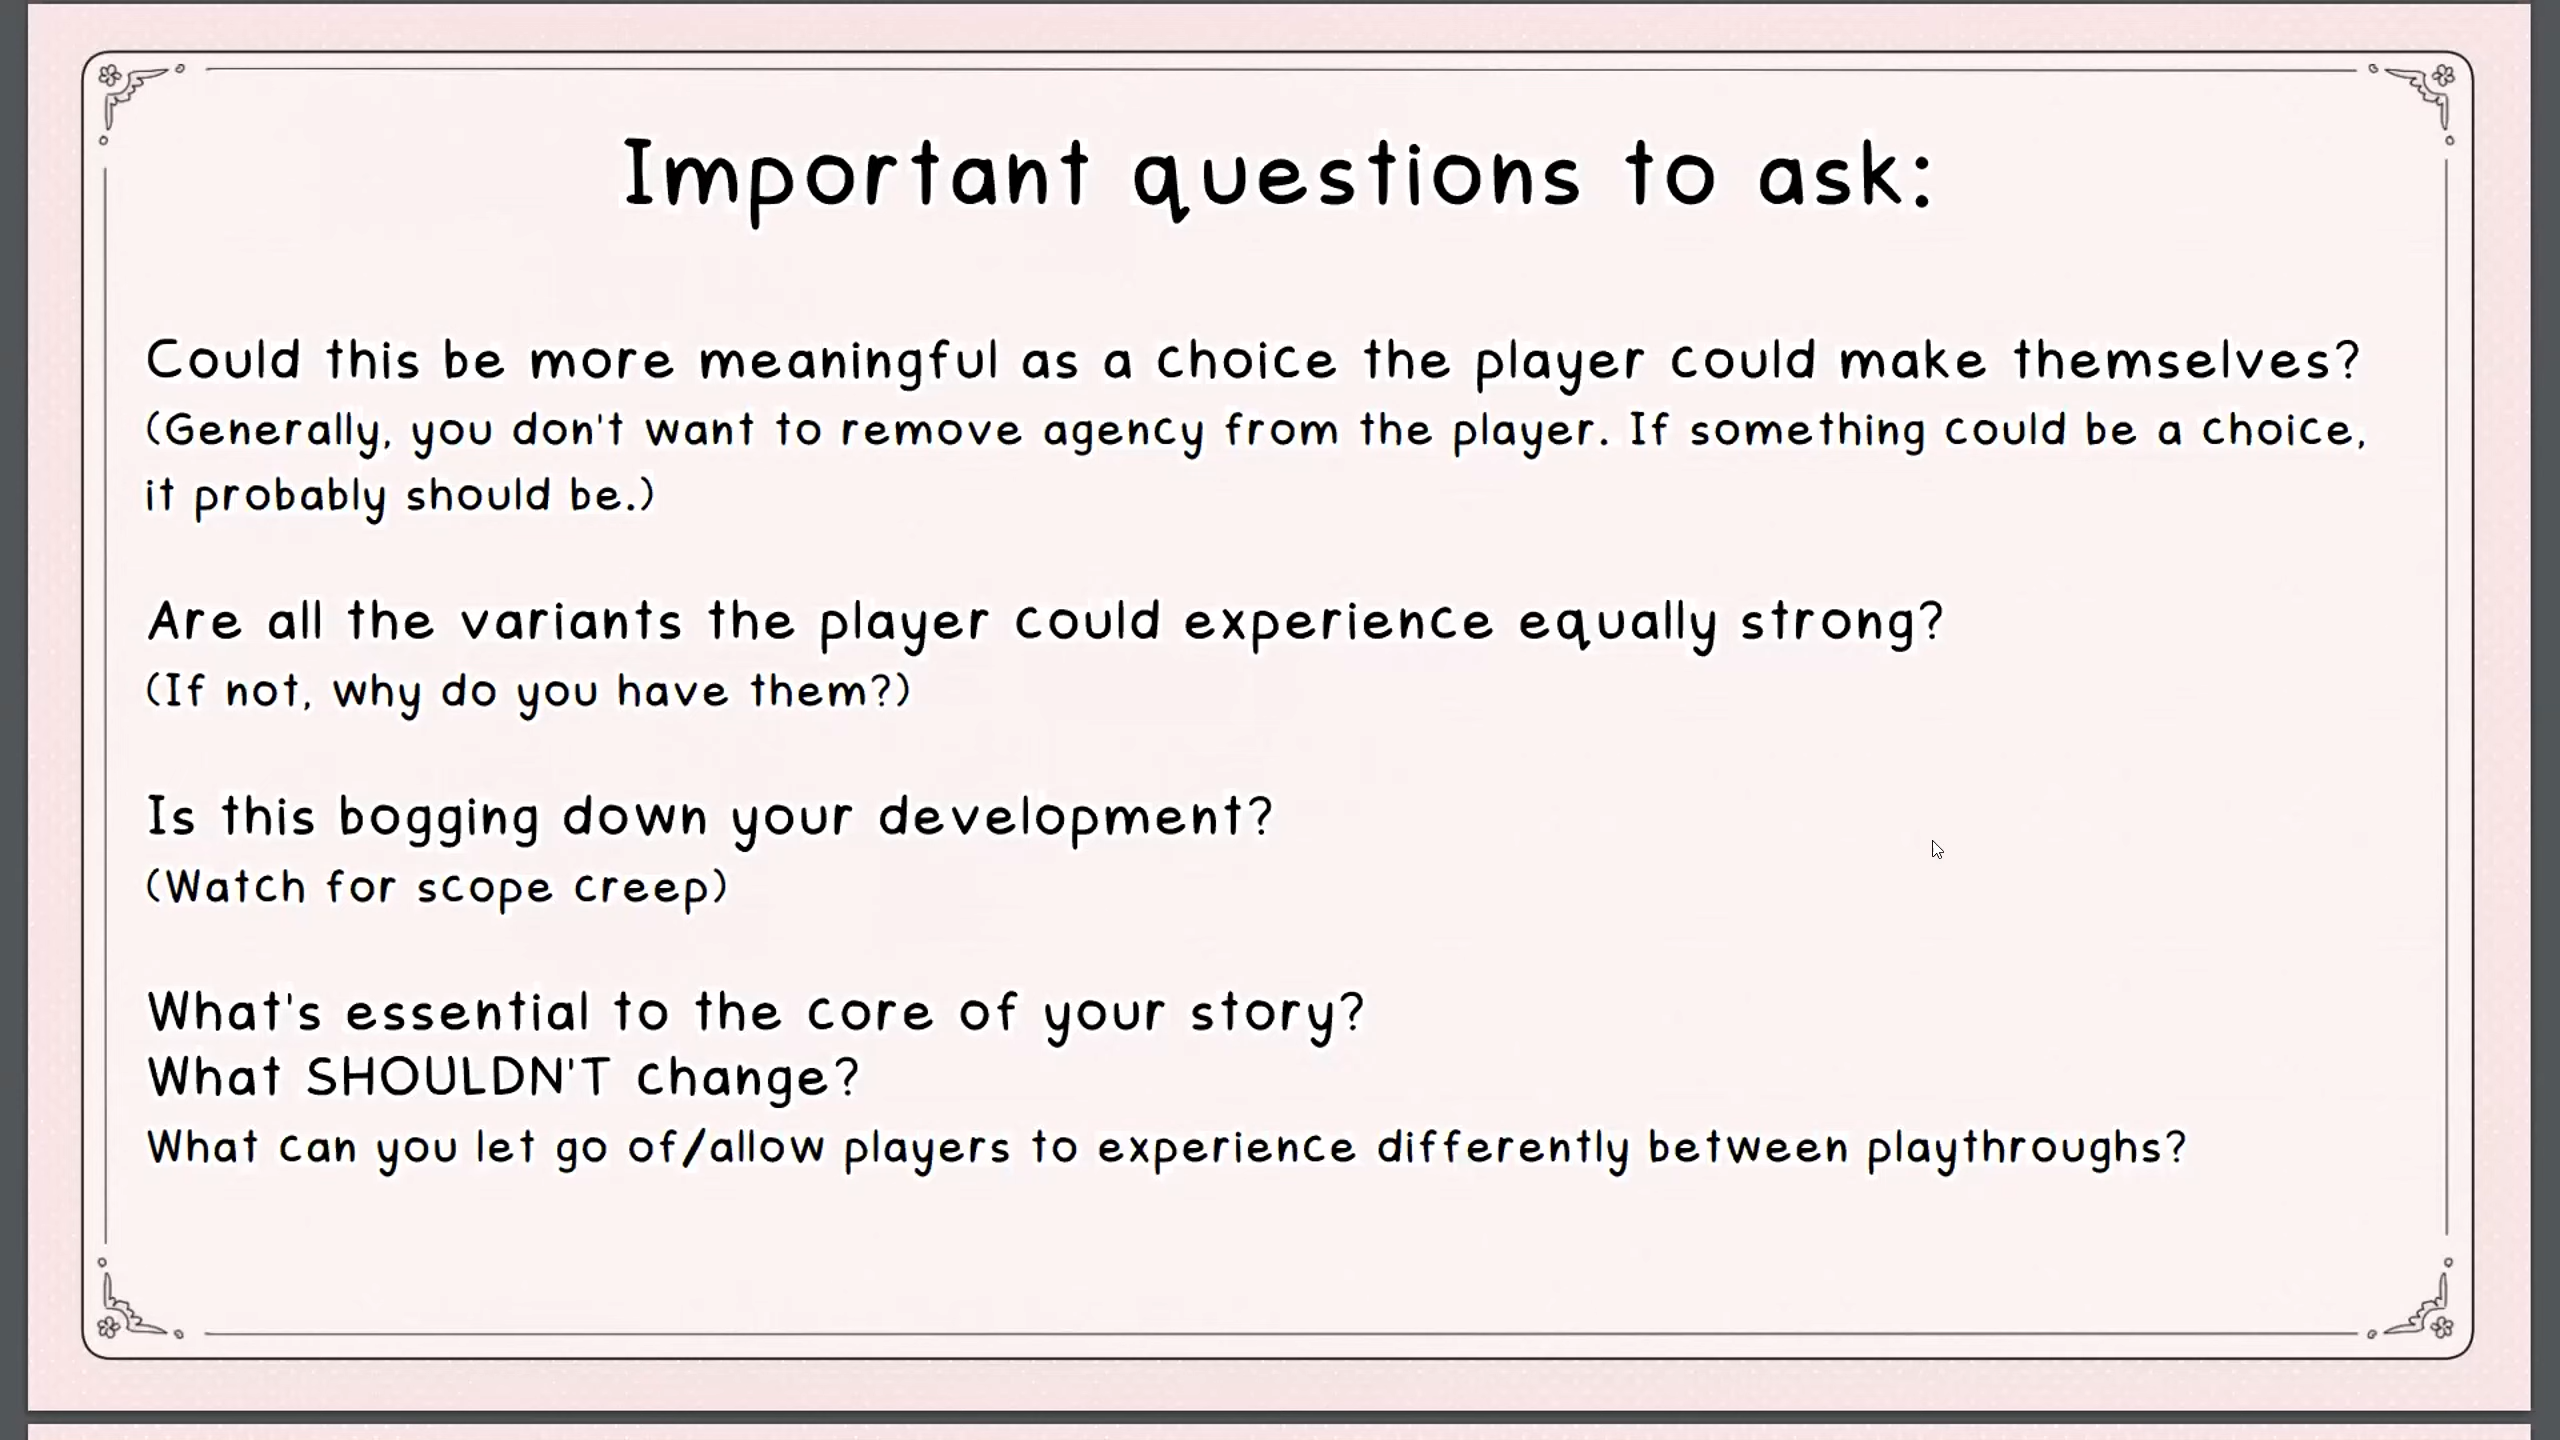 Important questions to ask:
Could this be more meaningful as a choice the player could make themselves?
(Generally, you don't want to remove agency from the player. If something could be a choice,
it probably should be.)
Are all the variants the player could experience equally strong?
(If not, why do you have them?)
Is this bogging down your development?
(Watch for scope creep)
What's essential to the core of your story?
What SHOULDN'T change?
What can you let go of/allow players to experience differently between playthroughs?